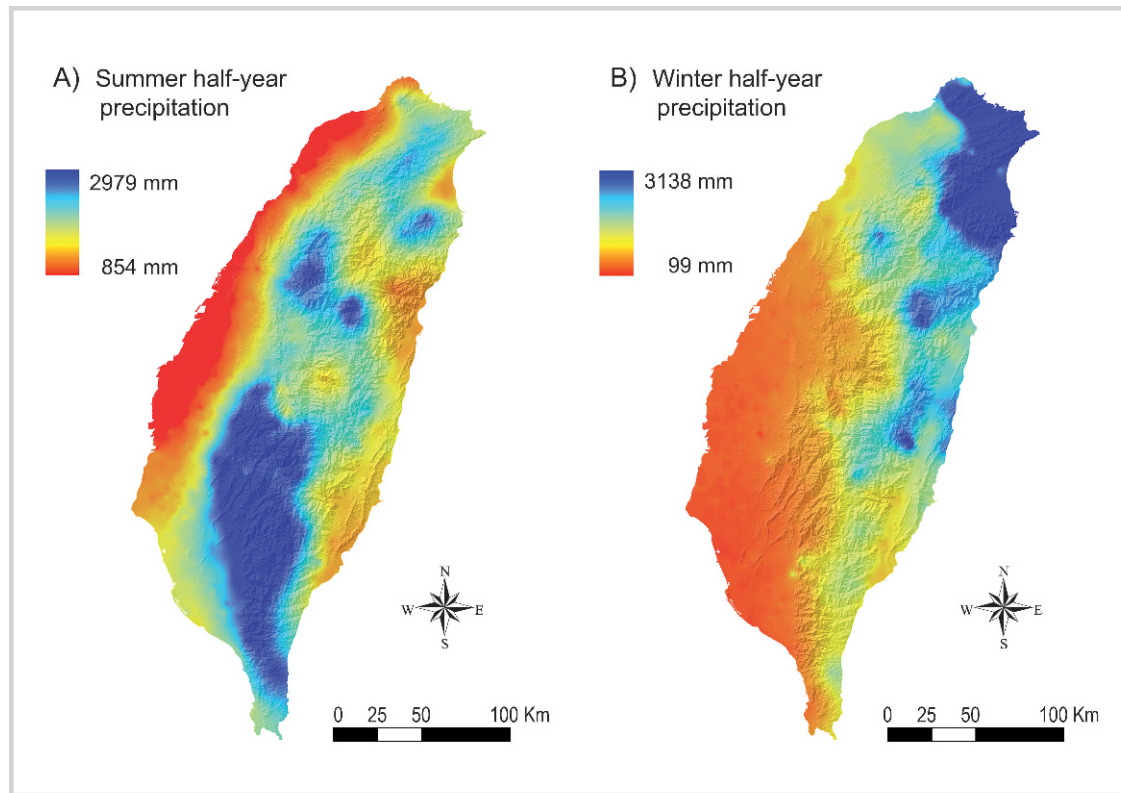 A) Summer half-year
precipitation
2979 mm
854 mm
N
W E
S
0 25 50 100 Km
B) Winter half-year
precipitation
3138 mm
99 mm
N
W E
S
0 25 50 100 Km